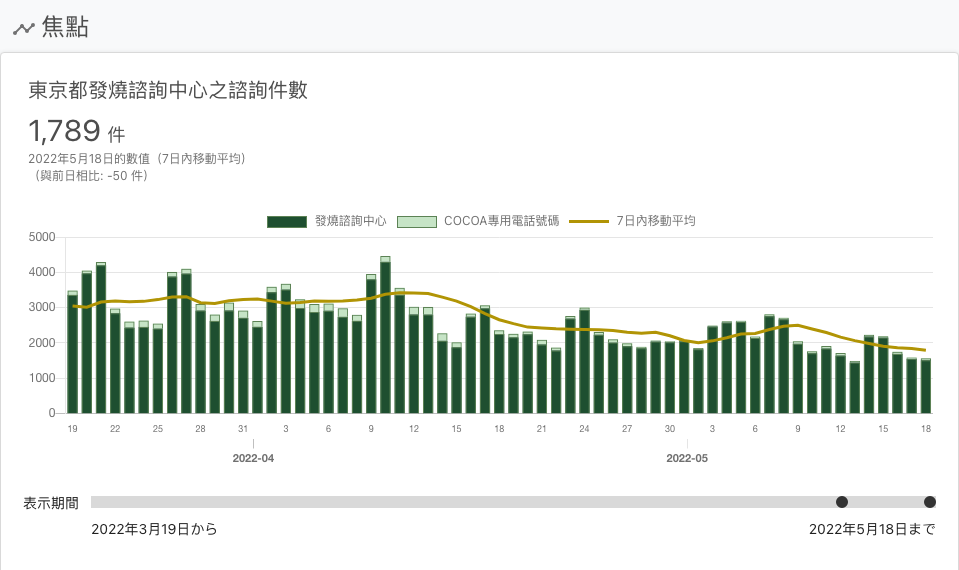 焦點
東京都發燒諮詢中心之諮詢件數
1,789 件
2022年5月18日的數值（7日內移動平均）
（與前日相比: -50 件）
發燒諮詢中心 COCOA專用電話號碼 7日內移動平均
5000
4000
3000
2000
1000
0
19 22 25 28 31 3 6 9 12 15 18 21 24 27 30 3 6 9 12 15 18
2022-04 2022-05
表示期間
2022年3月19日から 2022年5月18日まで